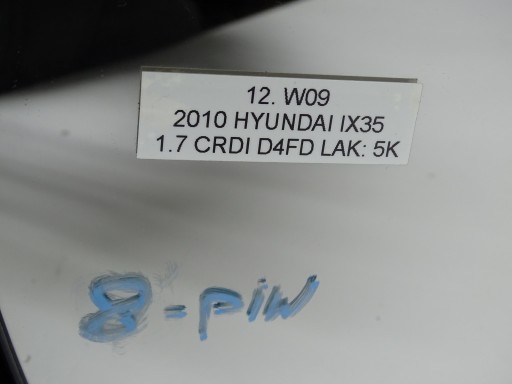 12. W09
2010 HYUNDAI IX35
1.7 CRDI D4FD LAK: 5K
8-PIN